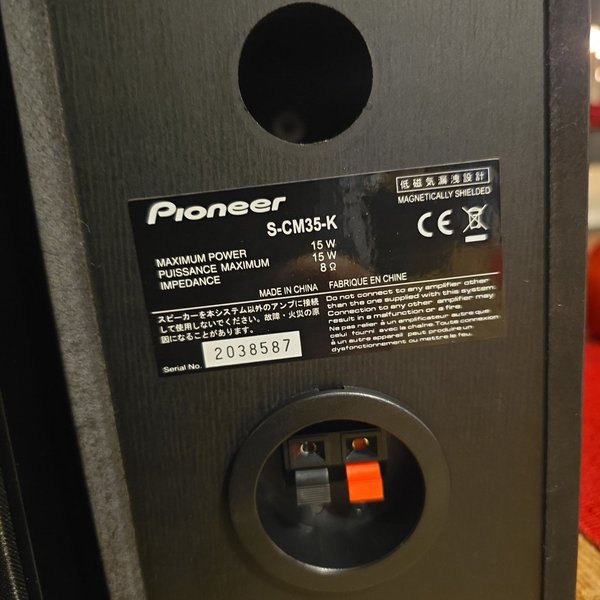 Pioneer
低磁気漏洩設計
MAGNETICALLY SHIELDED
S-CM35-K
CE
MAXIMUM POWER 15 W
PUISSANCE MAXIMUM 15 W
IMPEDANCE 8 Ω
MADE IN CHINA FABRIQUE EN CHINE
スピーカーを本システム以外のアンプに接続
して使用しないでください。故障・火災の原
因になることがあります。
Do not connect to any amplifier other
than the one supplied with this system.
Connection to any other amplifier may
result in a malfunction or a fire.
Ne pas relier à un amplificateur autre que
celui fourni avec la chaîne. Toute connexion
à un autre appareil peut produire un
dysfonctionnement ou mettre le feu.
Serial No. 2038587